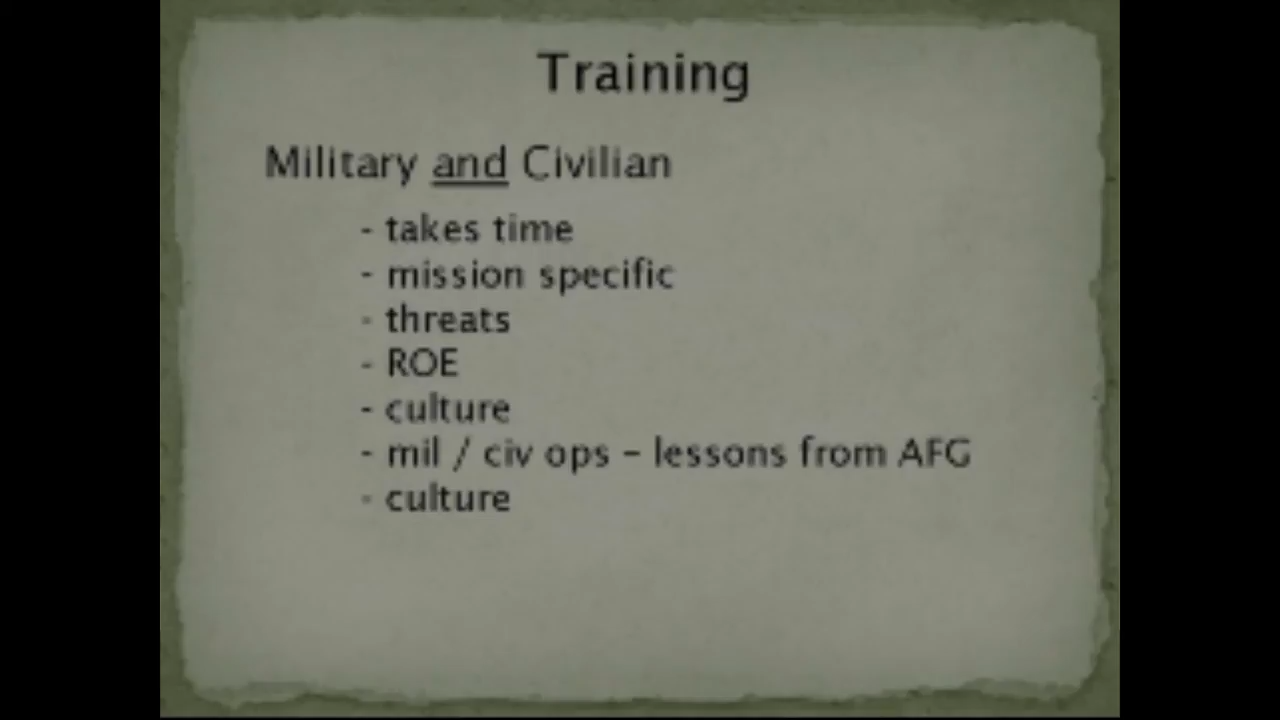 Training
Military and Civilian
- takes time
- mission specific
- threats
- ROE
- culture
- mil / civ ops – lessons from AFG
- culture